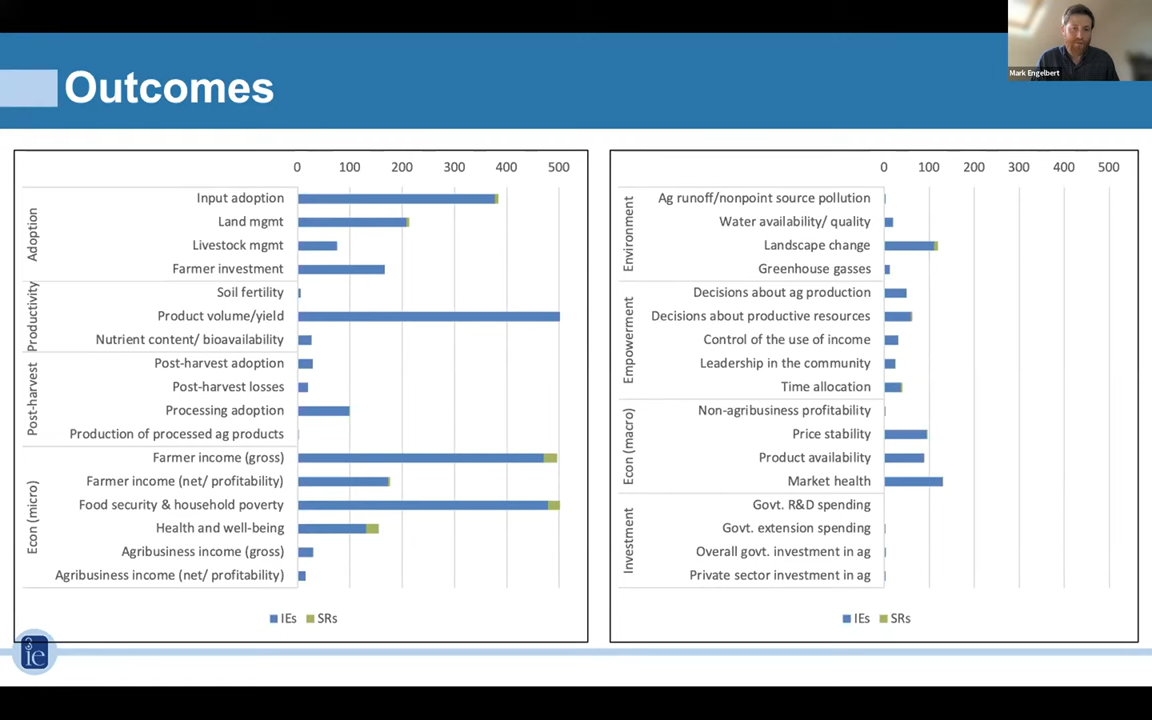 Mark Engelbert
Outcomes
0 100 200 300 400 500
Adoption
Input adoption
Land mgmt
Livestock mgmt
Farmer investment
Productivity
Soil fertility
Product volume/yield
Nutrient content/ bioavailability
Post-harvest
Post-harvest adoption
Post-harvest losses
Processing adoption
Production of processed ag products
Econ (micro)
Farmer income (gross)
Farmer income (net/ profitability)
Food security & household poverty
Health and well-being
Agribusiness income (gross)
Agribusiness income (net/ profitability)
IEs SRs
0 100 200 300 400 500
Environment
Ag runoff/nonpoint source pollution
Water availability/ quality
Landscape change
Greenhouse gasses
Empowerment
Decisions about ag production
Decisions about productive resources
Control of the use of income
Leadership in the community
Time allocation
Econ (macro)
Non-agribusiness profitability
Price stability
Product availability
Market health
Investment
Govt. R&D spending
Govt. extension spending
Overall govt. investment in ag
Private sector investment in ag
IEs SRs
3ie